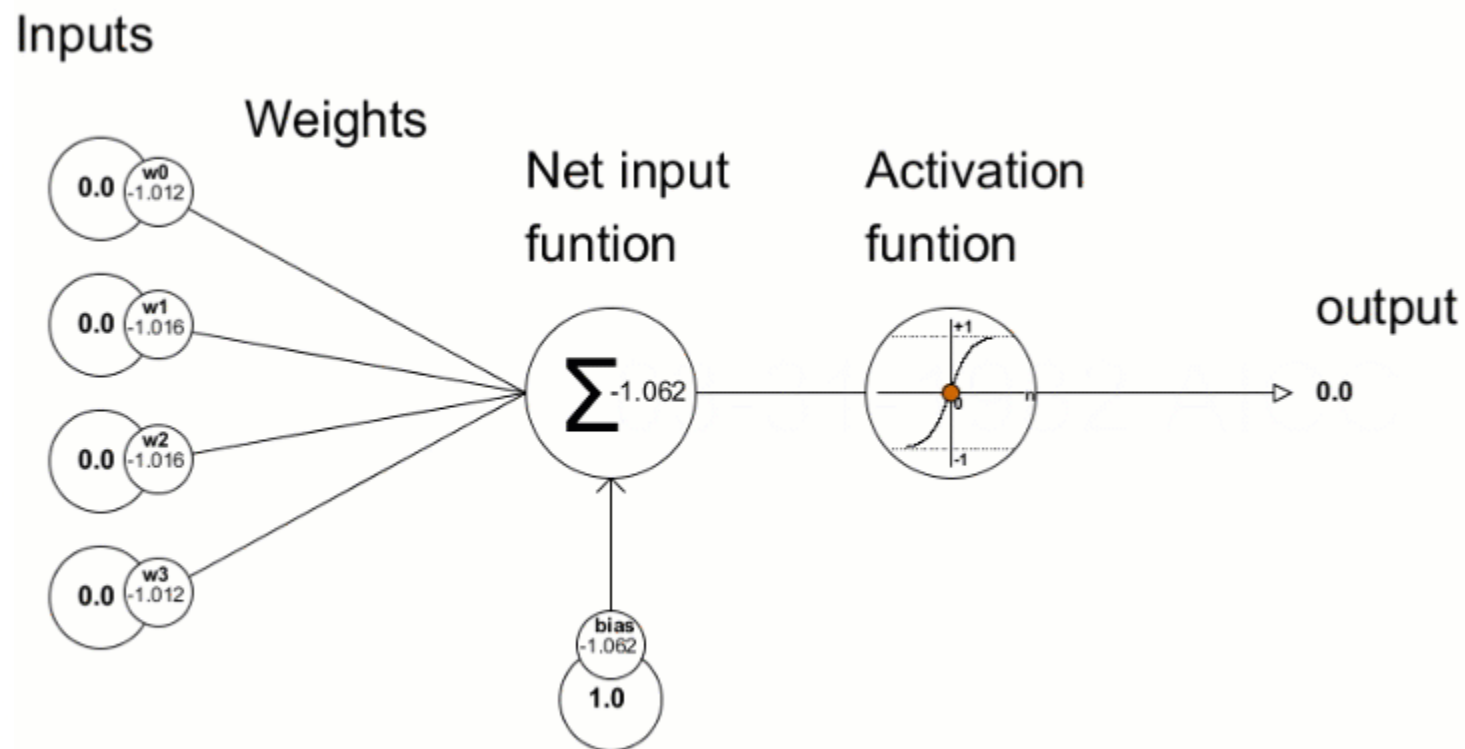 Inputs
Weights
Net input
funtion
Activation
funtion
output
0.0
w0
-1.012
0.0
w1
-1.016
0.0
w2
-1.016
0.0
w3
-1.012
Σ -1.062
+1
0
n
-1
0.0
bias
-1.062
1.0